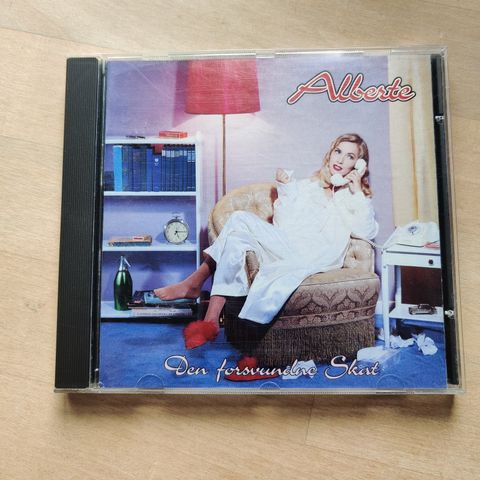 Alberte
Den forsvundne Skat